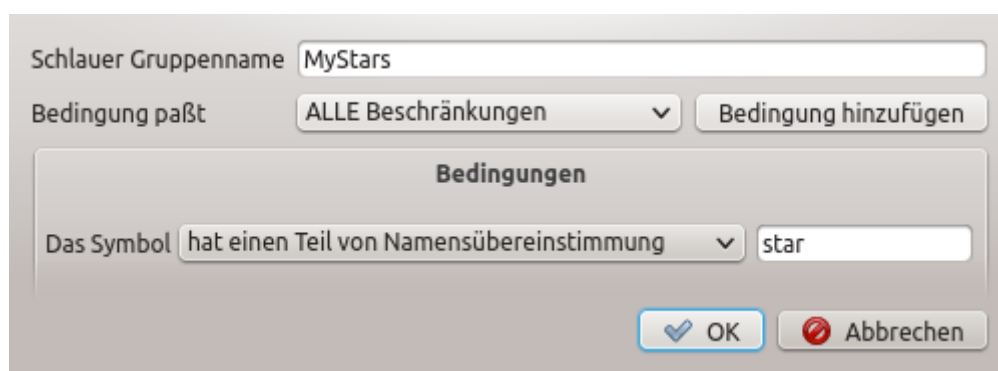 Schlauer Gruppenname MyStars
Bedingung paßt ALLE Beschränkungen Bedingung hinzufügen
Bedingungen
Das Symbol hat einen Teil von Namensübereinstimmung star
OK Abbrechen